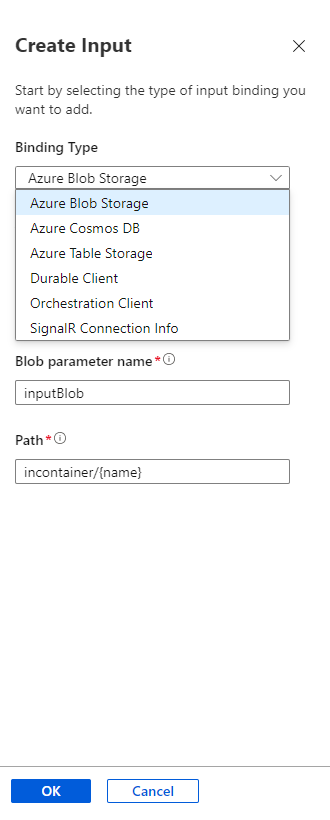 Create Input
Start by selecting the type of input binding you
want to add.
Binding Type
Azure Blob Storage
Azure Blob Storage
Azure Cosmos DB
Azure Table Storage
Durable Client
Orchestration Client
SignalR Connection Info
Blob parameter name*
inputBlob
Path*
incontainer/{name}
OK
Cancel